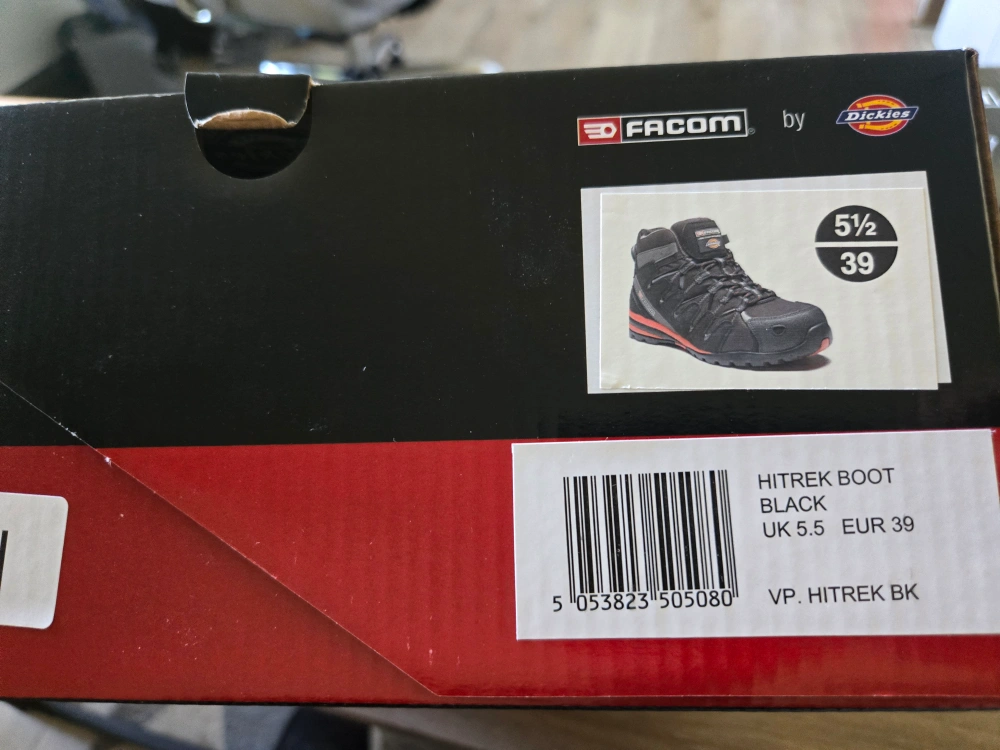 FACOM by Dickies
5½
39
HITREK BOOT
BLACK
UK 5.5 EUR 39
5 053823 505080
VP. HITREK BK